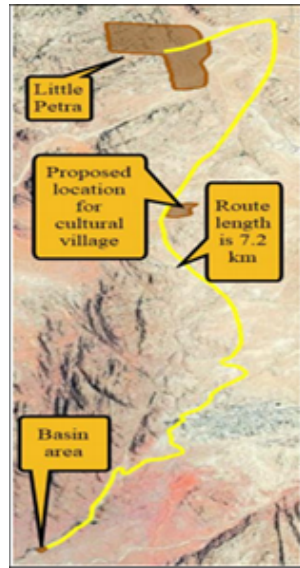 Little
Petra
Proposed
location
for
cultural
village
Route
length
is 7.2
km
Basin
area